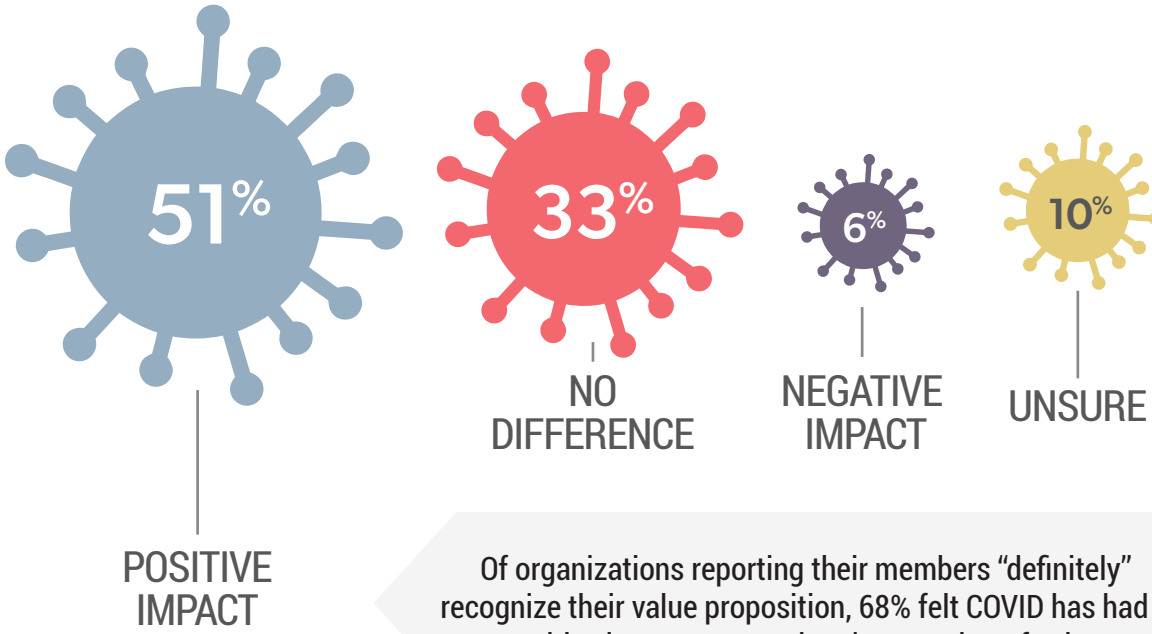 51%
33%
6%
10%
NO
DIFFERENCE
NEGATIVE
IMPACT
UNSURE
POSITIVE
IMPACT
Of organizations reporting their members “definitely”
recognize their value proposition, 68% felt COVID has had